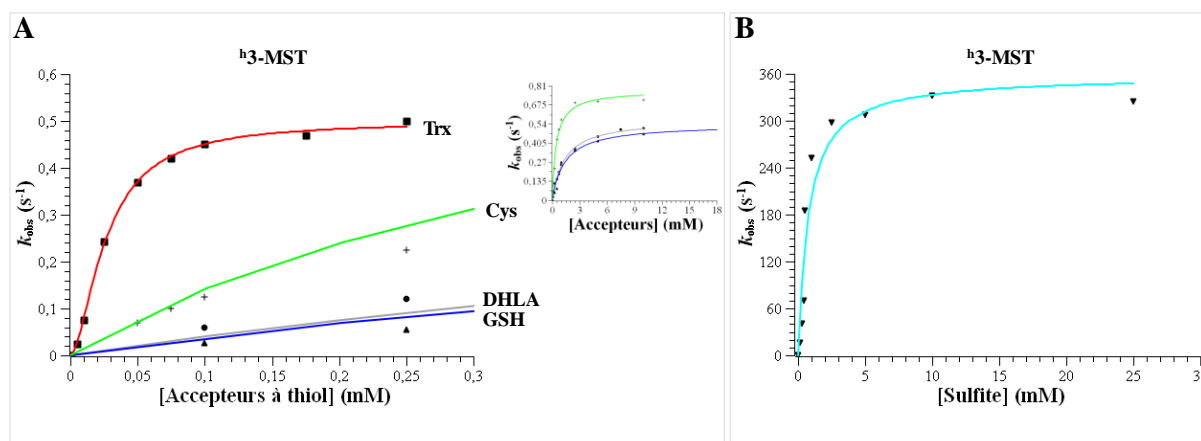 A
ʰ3-MST
0,6
0,5
0,4
0,3
0,2
0,1
0
k_obs (s⁻¹)
0 0,05 0,1 0,15 0,2 0,25 0,3
[Accepteurs à thiol] (mM)
Trx
Cys
DHLA
GSH
0,81
0,675
0,54
0,405
0,27
0,135
0
k_obs (s⁻¹)
0 3 6 9 12 15 18
[Accepteurs] (mM)
B
ʰ3-MST
360
300
240
180
120
60
0
k_obs (s⁻¹)
0 5 10 15 20 25 30
[Sulfite] (mM)